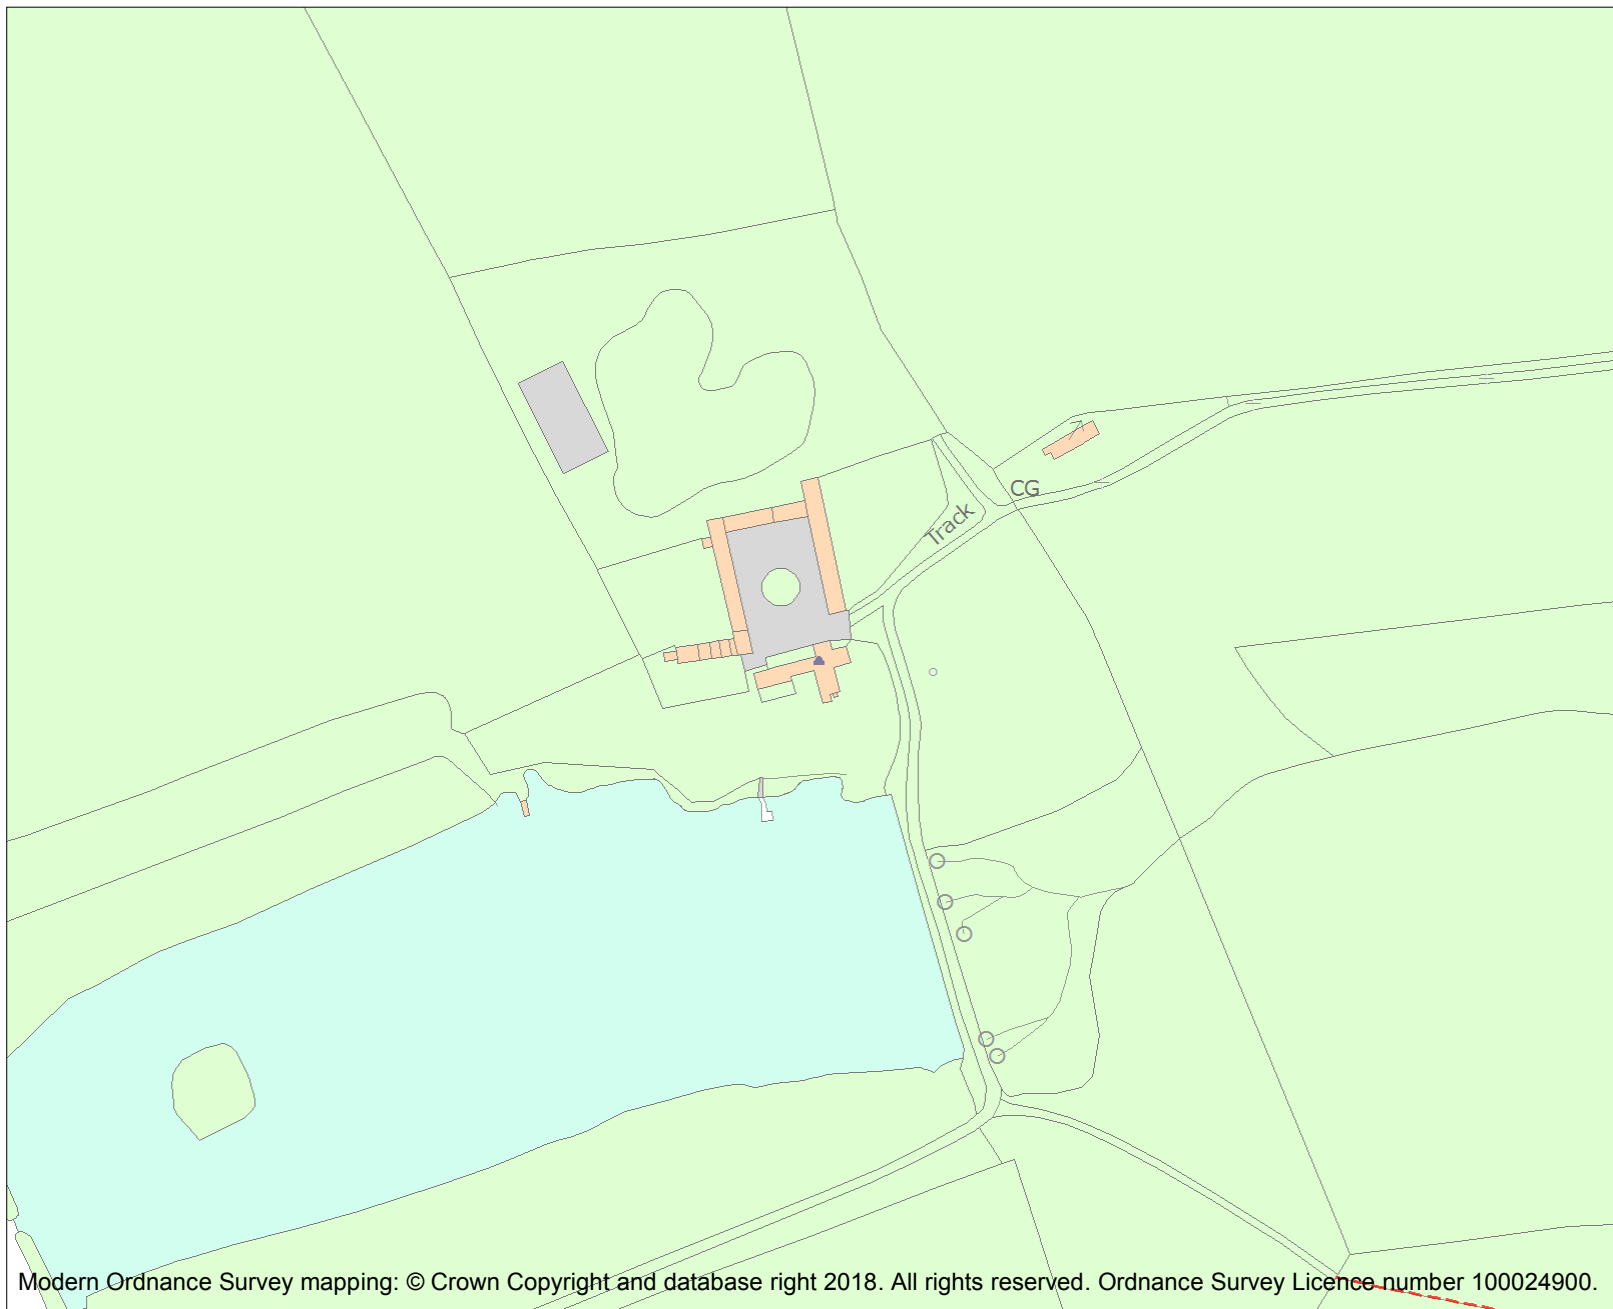 CG
Track
Modern Ordnance Survey mapping: © Crown Copyright and database right 2018. All rights reserved. Ordnance Survey Licence number 100024900.